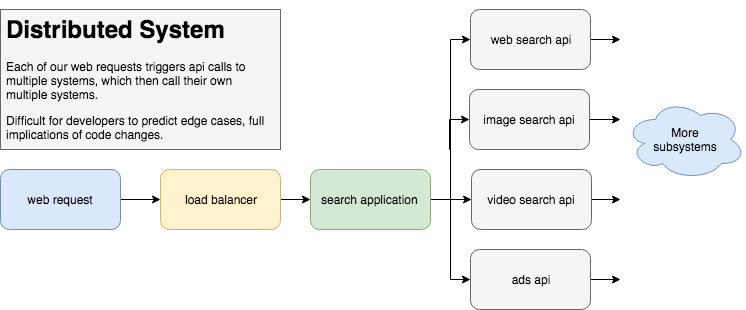 Distributed System
Each of our web requests triggers api calls to
multiple systems, which then call their own
multiple systems.
Difficult for developers to predict edge cases, full
implications of code changes.
web request
load balancer
search application
web search api
image search api
video search api
ads api
More
subsystems